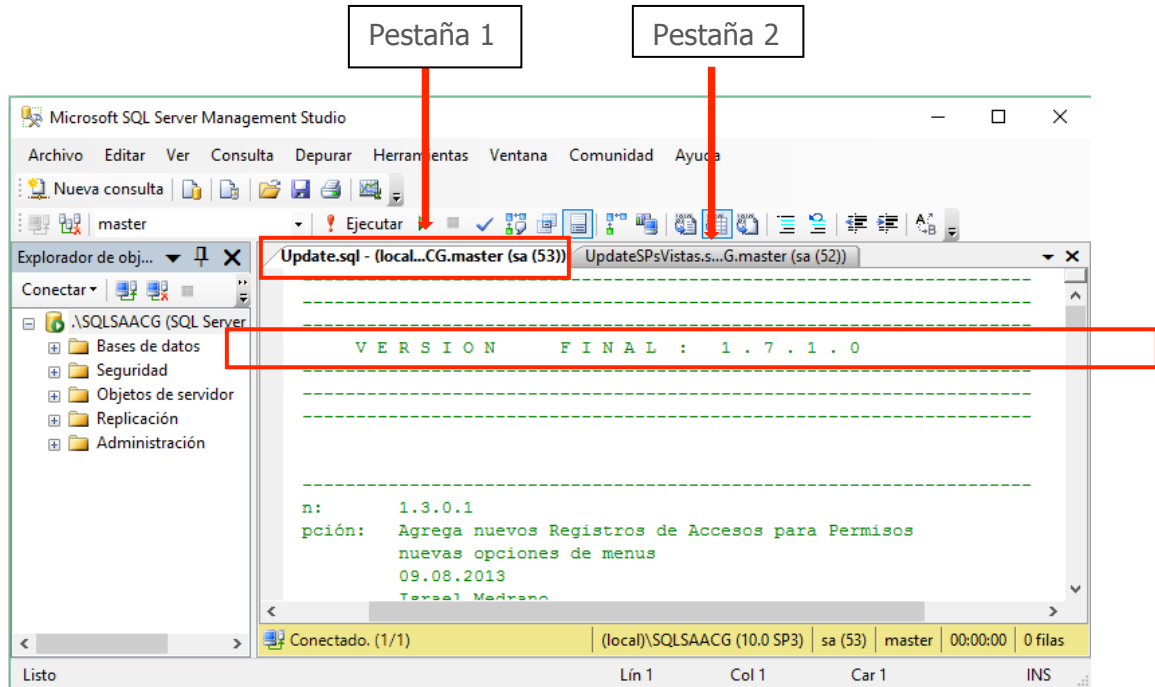 Pestaña 1
Pestaña 2
Microsoft SQL Server Management Studio
Archivo Editar Ver Consulta Depurar Herramientas Ventana Comunidad Ayuda
Nueva consulta
master
Ejecutar
Explorador de obj...
Update.sql - (local...CG.master (sa (53))
UpdateSPsVistas.s...G.master (sa (52))
Conectar
.\SQLSAACG (SQL Server
Bases de datos
Seguridad
Objetos de servidor
Replicación
Administración
--------------------------------------------------------------------
--------------------------------------------------------------------
--------------------------------------------------------------------
V E R S I O N F I N A L : 1 . 7 . 1 . 0
--------------------------------------------------------------------
--------------------------------------------------------------------
--------------------------------------------------------------------
--------------------------------------------------------------------
n: 1.3.0.1
pción: Agrega nuevos Registros de Accesos para Permisos
nuevas opciones de menus
09.08.2013
Israel Medrano
Conectado. (1/1)
(local)\SQLSAACG (10.0 SP3) sa (53) master 00:00:00 0 filas
Listo Lín 1 Col 1 Car 1 INS